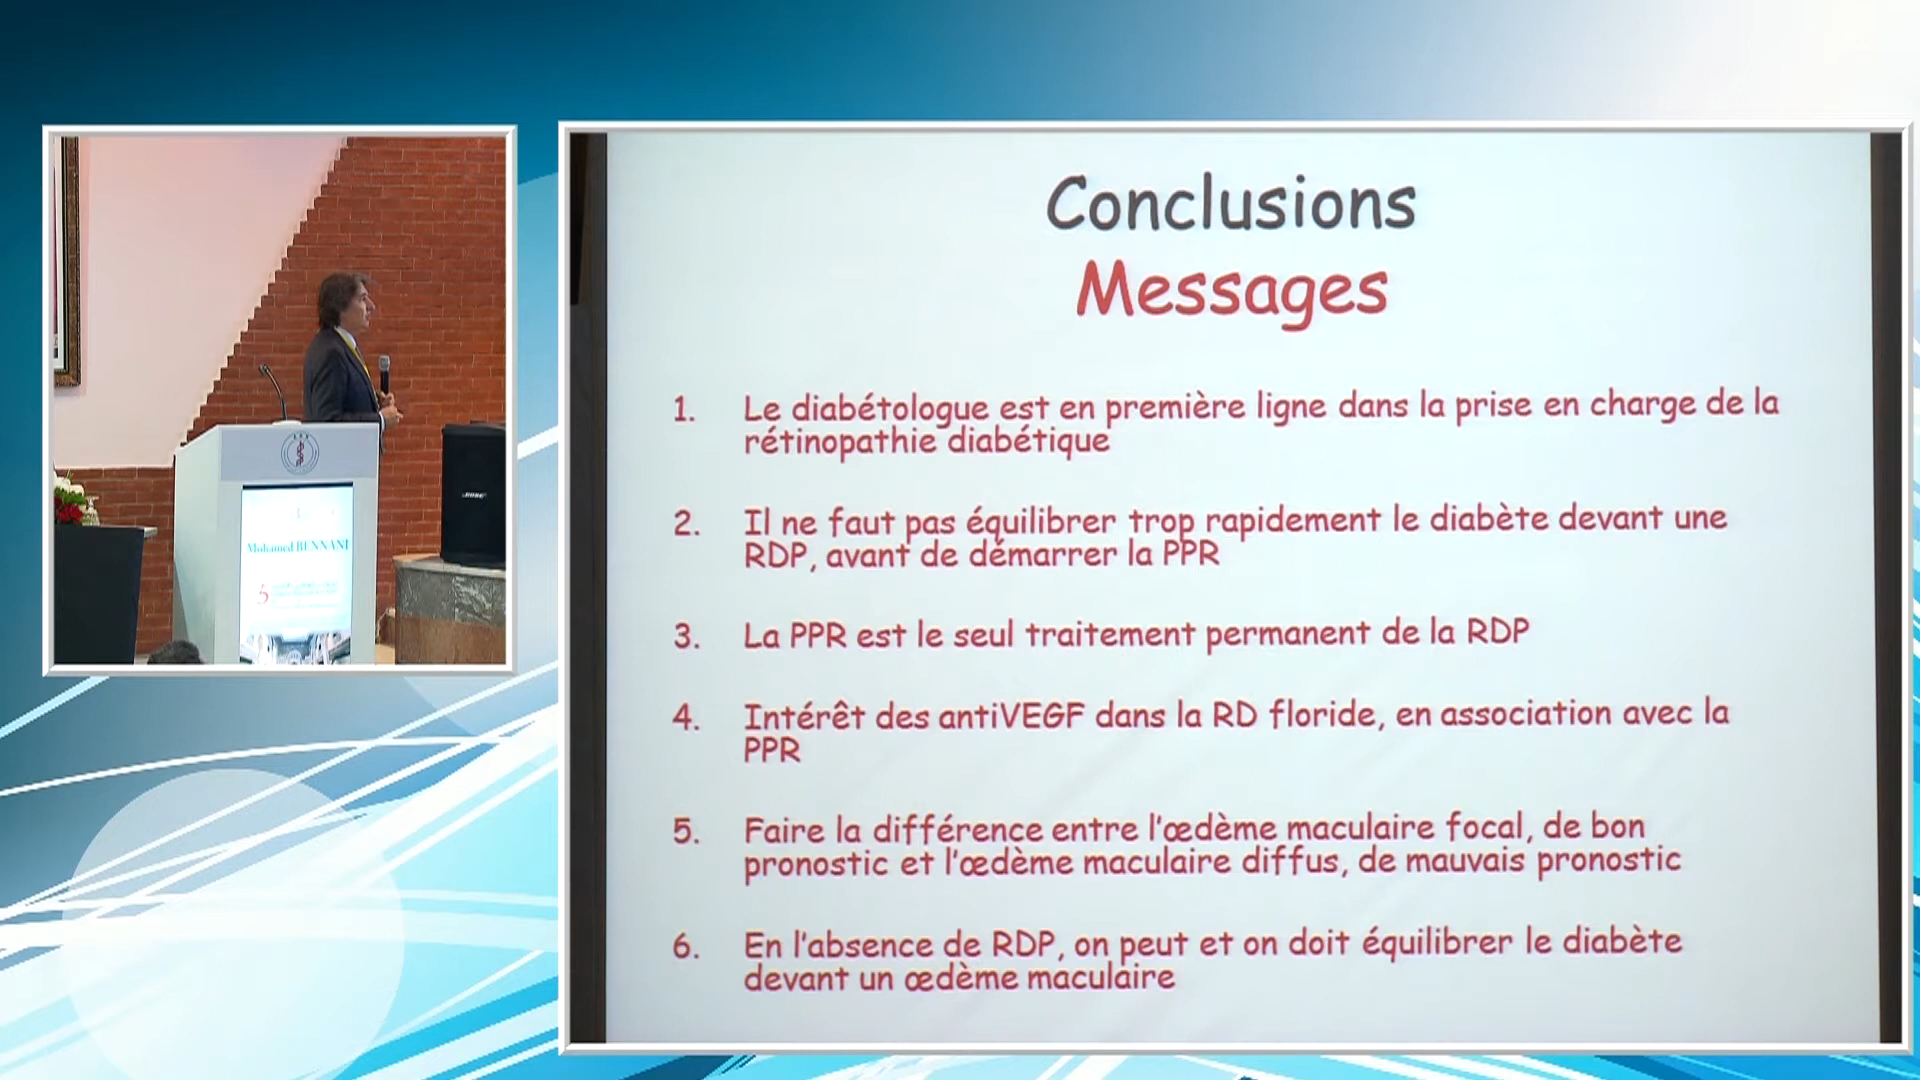 Conclusions
Messages
1. Le diabétologue est en première ligne dans la prise en charge de la
rétinopathie diabétique
2. Il ne faut pas équilibrer trop rapidement le diabète devant une
RDP, avant de démarrer la PPR
3. La PPR est le seul traitement permanent de la RDP
4. Intérêt des antiVEGF dans la RD floride, en association avec la
PPR
5. Faire la différence entre l'œdème maculaire focal, de bon
pronostic et l'œdème maculaire diffus, de mauvais pronostic
6. En l'absence de RDP, on peut et on doit équilibrer le diabète
devant un œdème maculaire
Mohamed BENNANI
5
BOSE